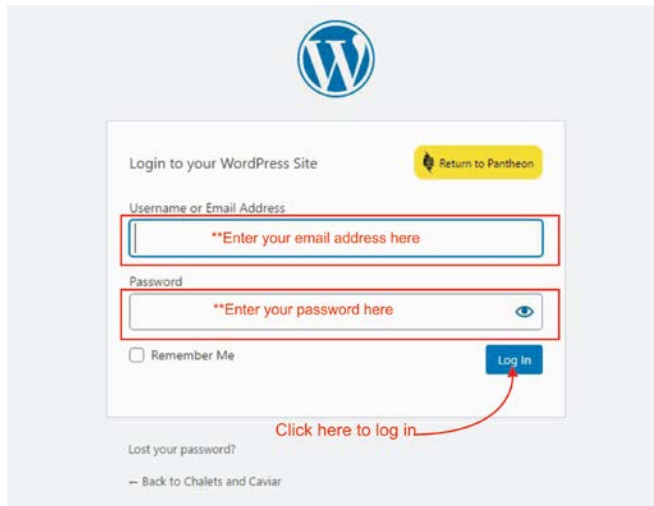 Login to your WordPress Site
Return to Pantheon
Username or Email Address
**Enter your email address here
Password
**Enter your password here
Remember Me
Log In
Click here to log in
Lost your password?
← Back to Chalets and Caviar